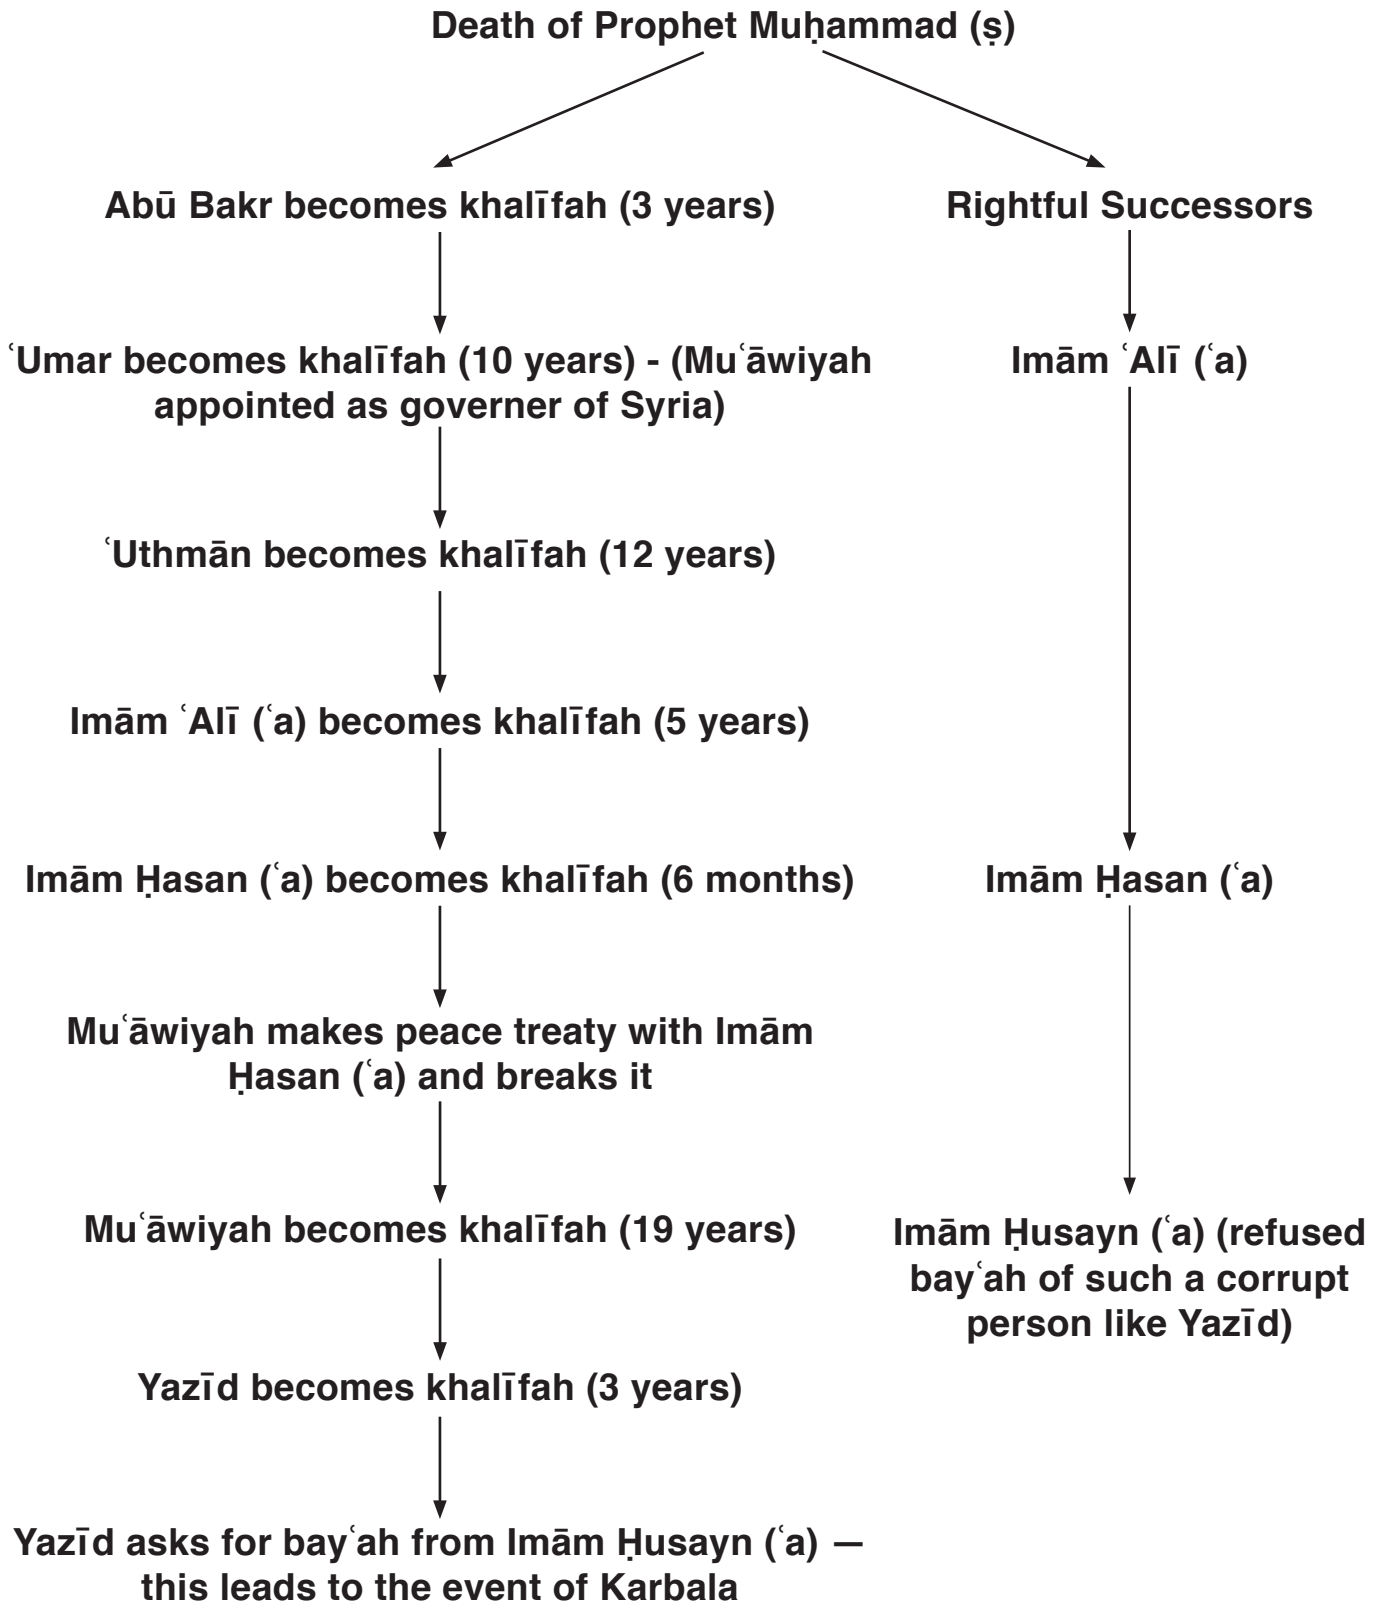 Death of Prophet Muḥammad (ṣ)
Abū Bakr becomes khalīfah (3 years)
ʿUmar becomes khalīfah (10 years) - (Muʿāwiyah
appointed as governer of Syria)
ʿUthmān becomes khalīfah (12 years)
Imām ʿAlī (ʿa) becomes khalīfah (5 years)
Imām Ḥasan (ʿa) becomes khalīfah (6 months)
Muʿāwiyah makes peace treaty with Imām
Ḥasan (ʿa) and breaks it
Muʿāwiyah becomes khalīfah (19 years)
Yazīd becomes khalīfah (3 years)
Yazīd asks for bayʿah from Imām Ḥusayn (ʿa) —
this leads to the event of Karbala
Rightful Successors
Imām ʿAlī (ʿa)
Imām Ḥasan (ʿa)
Imām Ḥusayn (ʿa) (refused
bayʿah of such a corrupt
person like Yazīd)